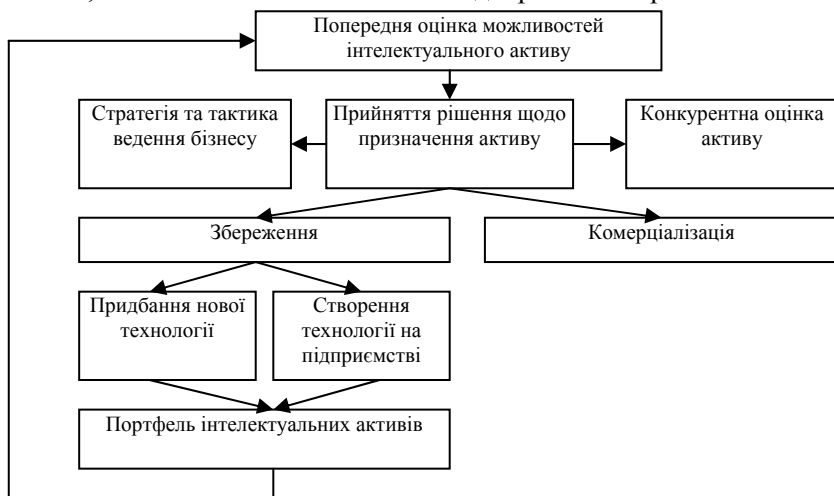 Попередня оцінка можливостей
інтелектуального активу
Стратегія та тактика
ведення бізнесу
Прийняття рішення щодо
призначення активу
Конкурентна оцінка
активу
Збереження
Комерціалізація
Придбання нової
технології
Створення
технології на
підприємстві
Портфель інтелектуальних активів